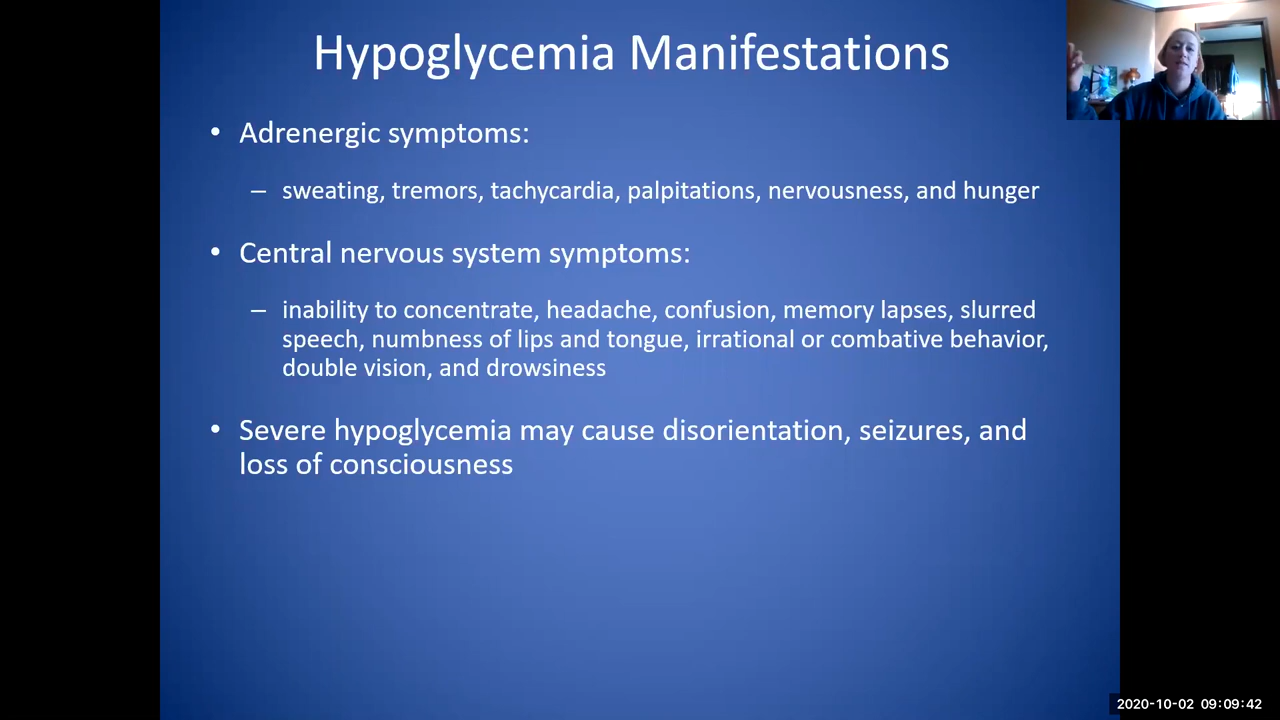 Hypoglycemia Manifestations
• Adrenergic symptoms:
– sweating, tremors, tachycardia, palpitations, nervousness, and hunger
• Central nervous system symptoms:
– inability to concentrate, headache, confusion, memory lapses, slurred
speech, numbness of lips and tongue, irrational or combative behavior,
double vision, and drowsiness
• Severe hypoglycemia may cause disorientation, seizures, and
loss of consciousness
2020-10-02 09:09:42